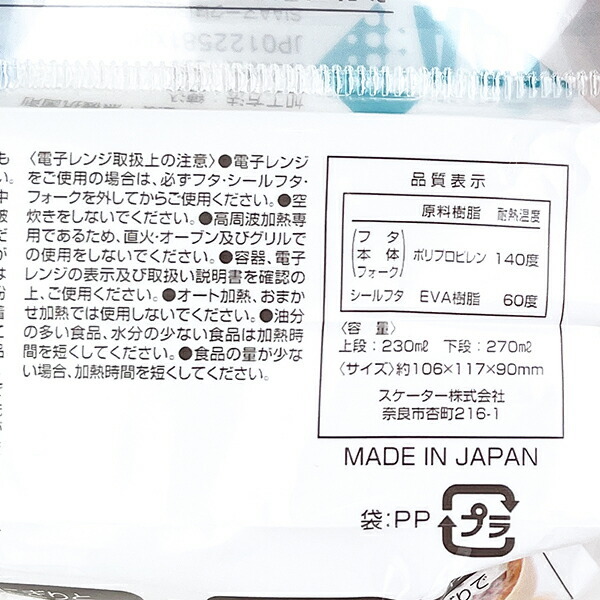 JP012258
〈電子レンジ取扱上の注意〉●電子レンジ
をご使用の場合は、必ずフタ・シールフタ・
フォークを外してからご使用ください。●空
炊きをしないでください。●高周波加熱専
用であるため、直火・オーブン及びグリルで
の使用をしないでください。●容器、電子
レンジの表示及び取扱い説明書を確認の
上、ご使用ください。●オート加熱、おまか
せ加熱では使用しないでください。●油分
の多い食品、水分の少ない食品は加熱時
間を短くしてください。●食品の量が少な
い場合、加熱時間を短くしてください。
品質表示
原料樹脂 耐熱温度
フタ
本体 ポリプロピレン 140度
フォーク
シールフタ EVA樹脂 60度
〈容量〉
上段：230㎖ 下段：270㎖
〈サイズ〉約106×117×90mm
スケーター株式会社
奈良市杏町216-1
MADE IN JAPAN
袋：PP プラ